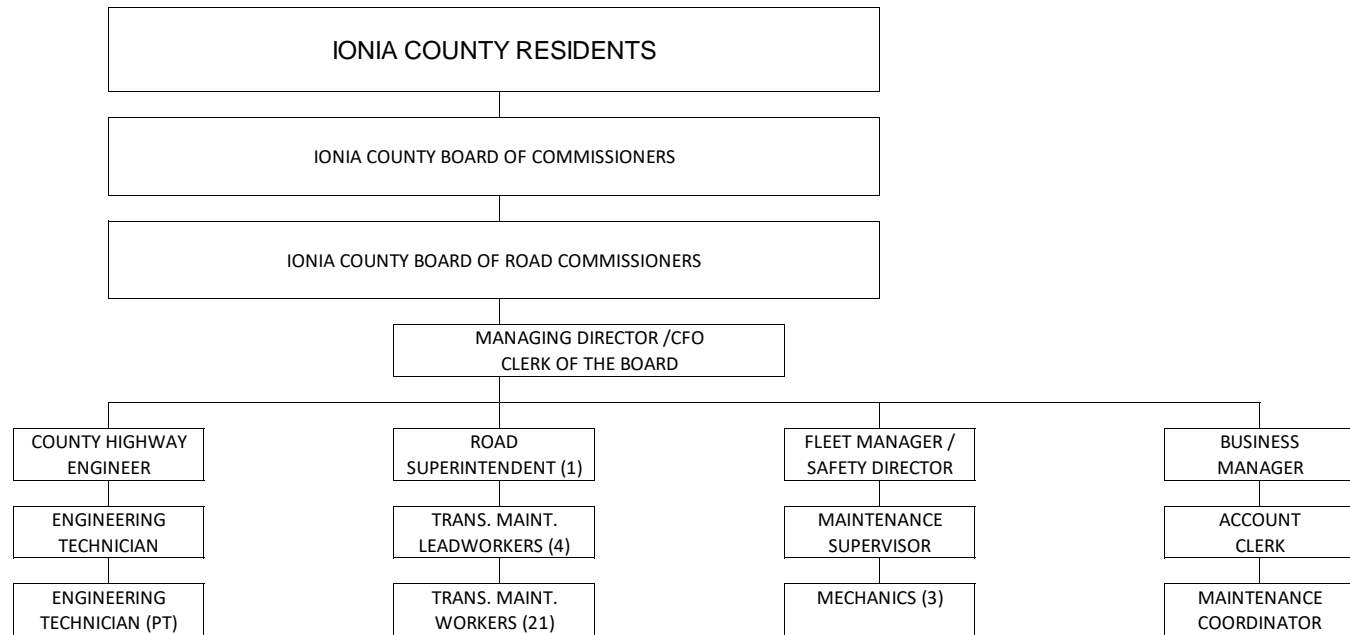 IONIA COUNTY RESIDENTS
IONIA COUNTY BOARD OF COMMISSIONERS
IONIA COUNTY BOARD OF ROAD COMMISSIONERS
MANAGING DIRECTOR /CFO
CLERK OF THE BOARD
COUNTY HIGHWAY
ENGINEER
ROAD
SUPERINTENDENT (1)
FLEET MANAGER /
SAFETY DIRECTOR
BUSINESS
MANAGER
ENGINEERING
TECHNICIAN
TRANS. MAINT.
LEADWORKERS (4)
MAINTENANCE
SUPERVISOR
ACCOUNT
CLERK
ENGINEERING
TECHNICIAN (PT)
TRANS. MAINT.
WORKERS (21)
MECHANICS (3)
MAINTENANCE
COORDINATOR